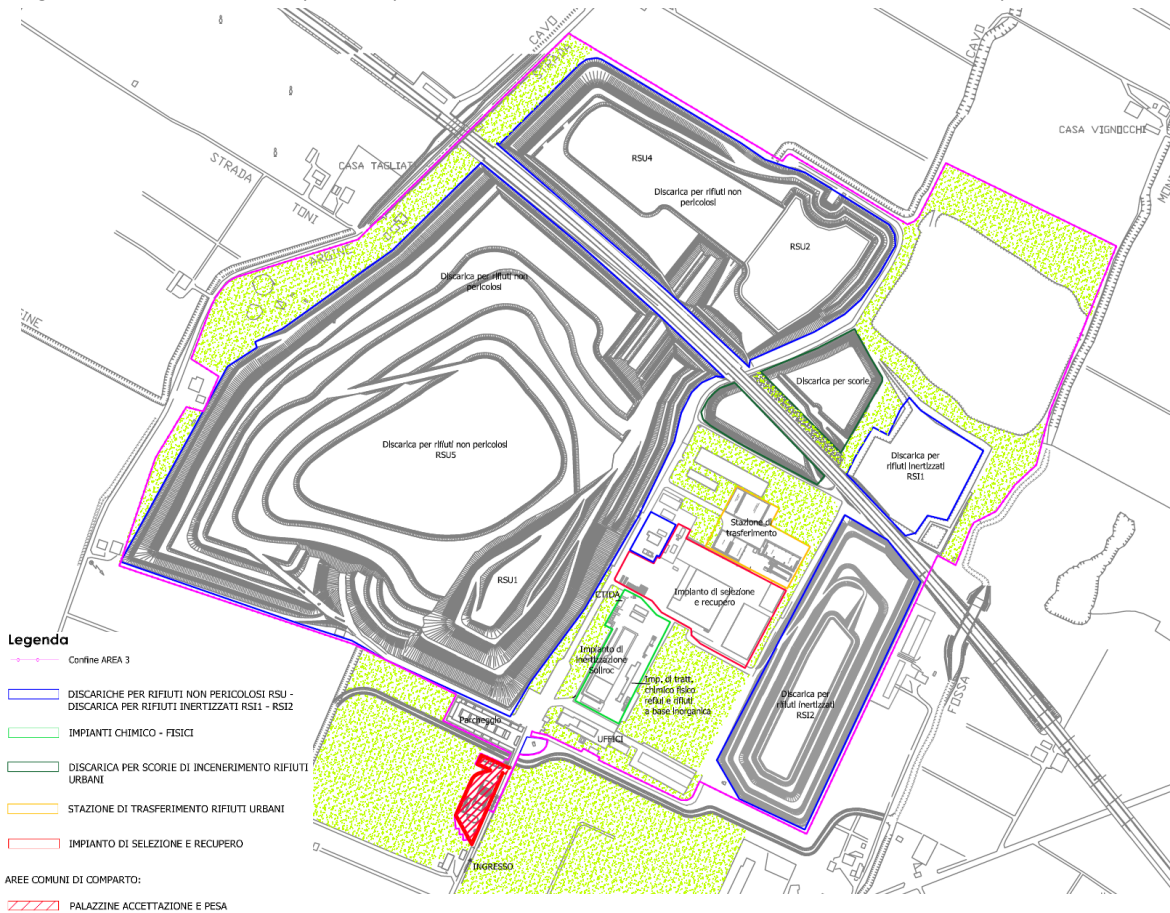 CAVO
STRADA
CAVO
CASA VIGNOCCHI
STRADA
TONI
CASA TAGLIAT
ARGINE
RSU4
Discarica per rifiuti non
pericolosi
RSU2
Discarica per rifiuti non
pericolosi
Discarica per scorie
Discarica per rifiuti non pericolosi
RSU5
Discarica per
rifiuti inertizzati
RSI1
Stazione di
trasferimento
RSU1
Impianto di selezione
e recupero
CTIDA
Impianto di
inertizzazione
Soliroc
Imp. di tratt.
chimico fisico
reflui e rifiuti
a base inorganica
Discarica per
rifiuti inertizzati
RSI2
FOSSA
Parcheggio
UFFICI
INGRESSO
Legenda
Confine AREA 3
DISCARICHE PER RIFIUTI NON PERICOLOSI RSU -
DISCARICA PER RIFIUTI INERTIZZATI RSI1 - RSI2
IMPIANTI CHIMICO - FISICI
DISCARICA PER SCORIE DI INCENERIMENTO RIFIUTI
URBANI
STAZIONE DI TRASFERIMENTO RIFIUTI URBANI
IMPIANTO DI SELEZIONE E RECUPERO
AREE COMUNI DI COMPARTO:
PALAZZINE ACCETTAZIONE E PESA